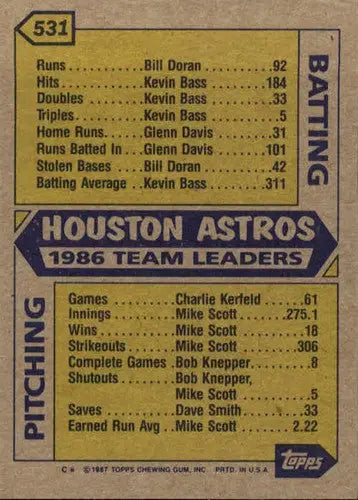 531
BATTING
Runs..............Bill Doran...........92
Hits...............Kevin Bass.......184
Doubles........Kevin Bass.........33
Triples..........Kevin Bass...........5
Home Runs...Glenn Davis........31
Runs Batted In...Glenn Davis......101
Stolen Bases...Bill Doran...........42
Batting Average..Kevin Bass.......311
HOUSTON ASTROS
1986 TEAM LEADERS
PITCHING
Games...........Charlie Kerfeld...61
Innings.........Mike Scott.....275.1
Wins.............Mike Scott........18
Strikeouts......Mike Scott.......306
Complete Games.Bob Knepper........8
Shutouts........Bob Knepper,
Mike Scott..........5
Saves...........Dave Smith........33
Earned Run Avg..Mike Scott......2.22
Topps
C* ©1987 TOPPS CHEWING GUM, INC. PRTD. IN U.S.A.